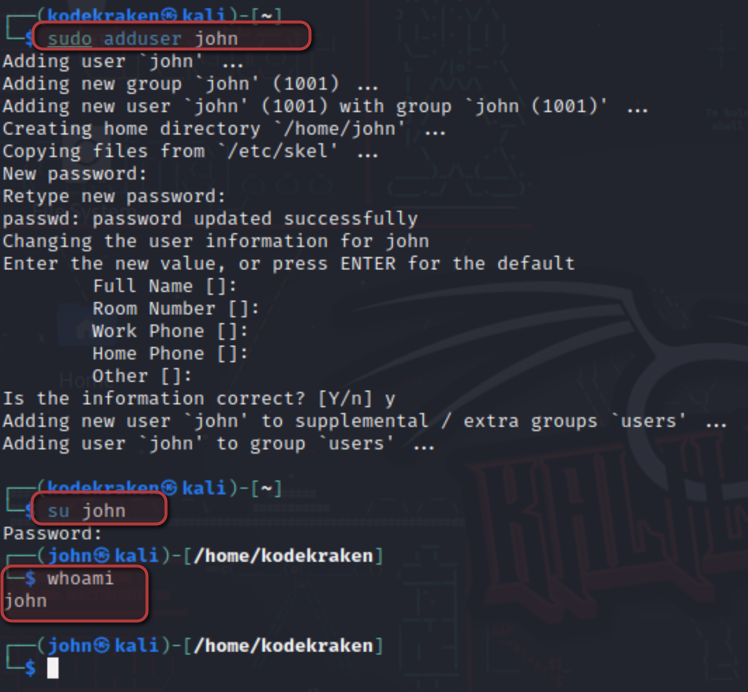 ┌──(kodekraken㉿kali)-[~]
└─$ sudo adduser john
Adding user `john' ...
Adding new group `john' (1001) ...
Adding new user `john' (1001) with group `john (1001)' ...
Creating home directory `/home/john' ...
Copying files from `/etc/skel' ...
New password:
Retype new password:
passwd: password updated successfully
Changing the user information for john
Enter the new value, or press ENTER for the default
        Full Name []:
        Room Number []:
        Work Phone []:
        Home Phone []:
        Other []:
Is the information correct? [Y/n] y
Adding new user `john' to supplemental / extra groups `users' ...
Adding user `john' to group `users' ...
┌──(kodekraken㉿kali)-[~]
└─$ su john
Password:
┌──(john㉿kali)-[/home/kodekraken]
└─$ whoami
john
┌──(john㉿kali)-[/home/kodekraken]
└─$